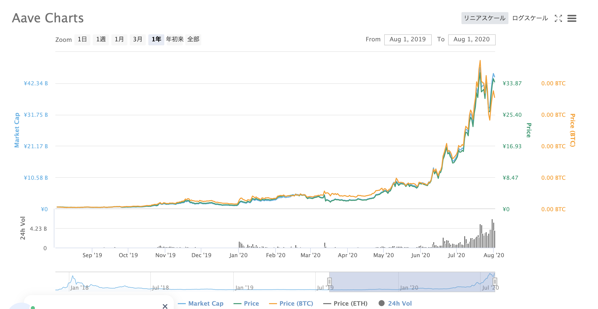 Aave Charts
リニアスケール ログスケール
Zoom 1日 1週 1月 3月 1年 年初来 全部
From Aug 1, 2019 To Aug 1, 2020
¥42.34 B ¥33.87 0.00 BTC
¥31.75 B ¥25.40 0.00 BTC
¥21.17 B ¥16.93 0.00 BTC
¥10.58 B ¥8.47 0.00 BTC
¥0 ¥0 0.00 BTC
Market Cap
Price
Price (BTC)
24h Vol
4.23 B
0
Sep '19 Oct '19 Nov '19 Dec '19 Jan '20 Feb '20 Mar '20 Apr '20 May '20 Jun '20 Jul '20 Aug '20
Jan '18 Jul '18 Jan '19 Jul '19 Jan '20 Jul '20
Market Cap Price Price (BTC) Price (ETH) 24h Vol